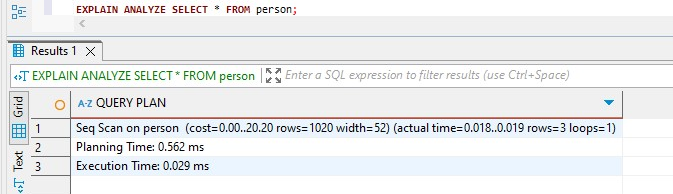 EXPLAIN ANALYZE SELECT * FROM person;
Results 1
EXPLAIN ANALYZE SELECT * FROM person
Enter a SQL expression to filter results (use Ctrl+Space)
Grid
Text
A-Z QUERY PLAN
1 Seq Scan on person (cost=0.00..20.20 rows=1020 width=52) (actual time=0.018..0.019 rows=3 loops=1)
2 Planning Time: 0.562 ms
3 Execution Time: 0.029 ms